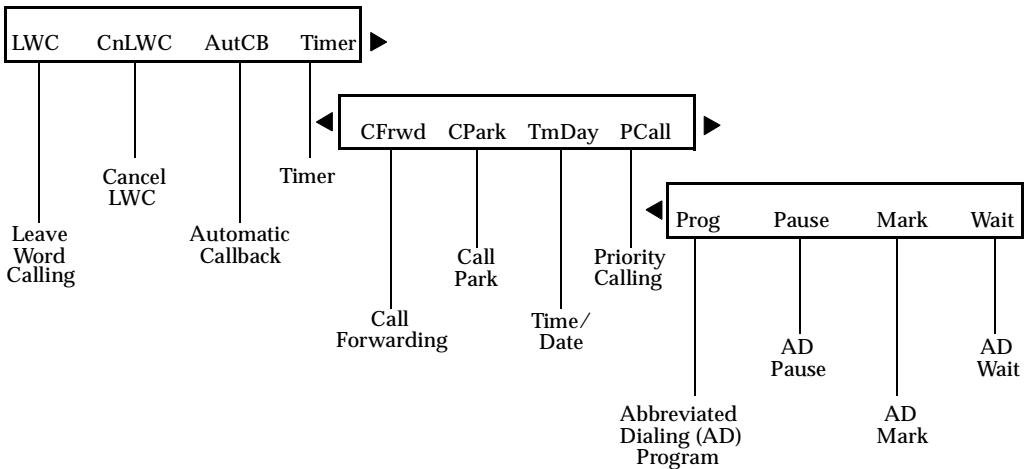 LWC CnLWC AutCB Timer
CFrwd CPark TmDay PCall
Cancel
LWC
Timer
Prog Pause Mark Wait
Leave
Word
Calling
Automatic
Callback
Call
Park
Priority
Calling
Call
Forwarding
Time/
Date
AD
Pause
AD
Wait
Abbreviated
Dialing (AD)
Program
AD
Mark